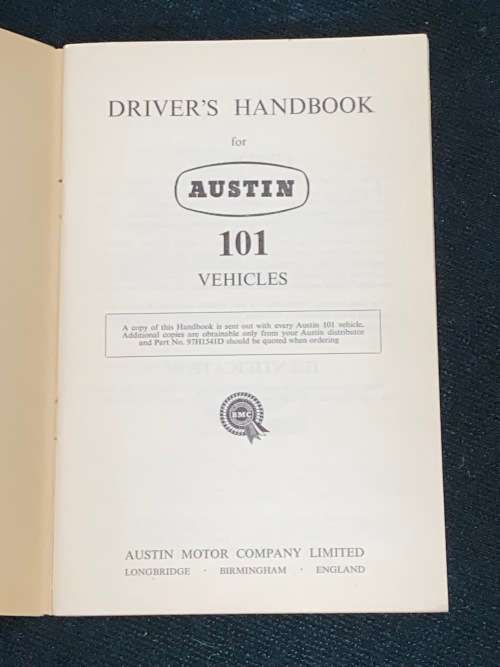 DRIVER'S HANDBOOK
for
AUSTIN
101
VEHICLES
A copy of this Handbook is sent out with every Austin 101 vehicle.
Additional copies are obtainable only from your Austin distributor
and Part No. 97H1541D should be quoted when ordering
BMC
AUSTIN MOTOR COMPANY LIMITED
LONGBRIDGE · BIRMINGHAM · ENGLAND